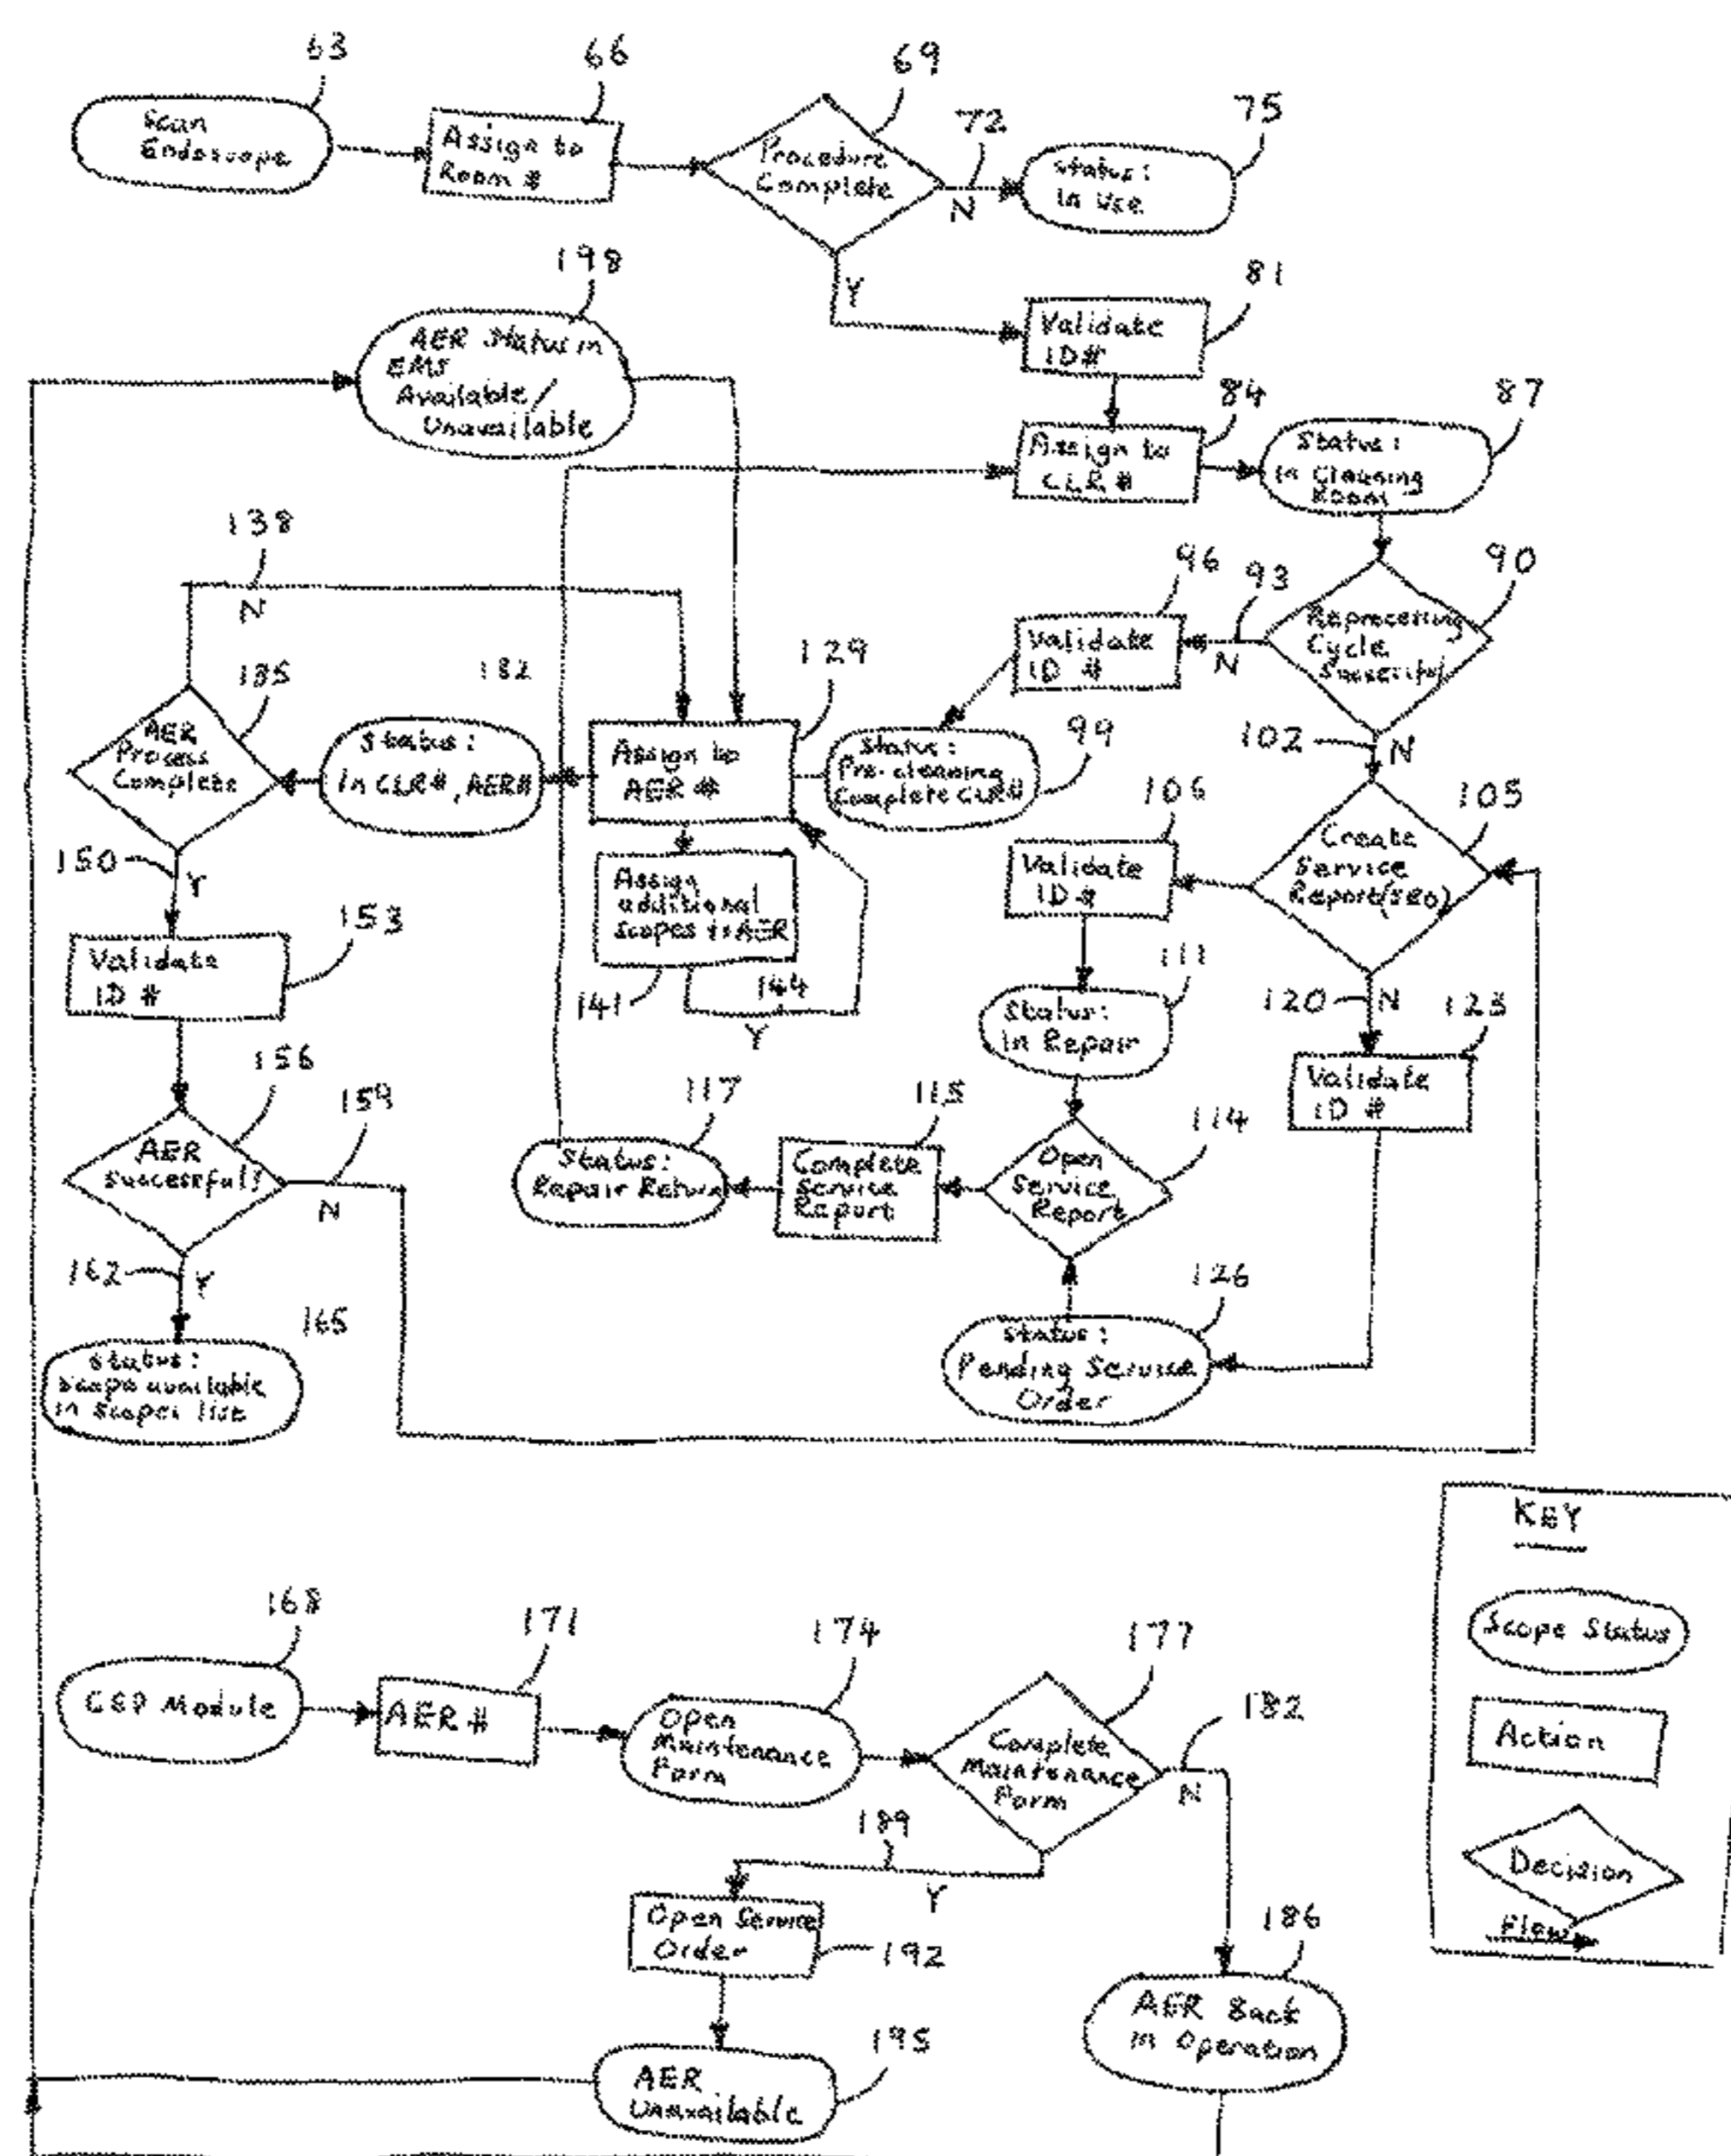 63
66
69
72
75
Scan
Endoscope
Assign to
Room #
Procedure
Complete
N
Status:
In Use
Y
198
81
AER Status in
EMS
Available/
Unavailable
Validate
ID#
84
87
Assign to
CLR #
Status:
In Cleaning
Room
138
N
96
93
90
Validate
ID #
N
Reprocessing
Cycle
Successful
135
182
129
99
102
N
AER
Process
Complete
Status:
In CLR#, AER#
Assign to
AER #
Status:
Pre-cleaning
Complete CLR#
106
105
Validate
ID#
Create
Service
Report(SRO)
150
Y
Assign
additional
scopes to AER
153
Validate
ID #
141
144
Y
111
Status:
In Repair
120
N
123
Validate
ID #
156
159
117
115
114
AER
successful?
N
Status:
Repair Return
Complete
Service
Report
Open
Service
Report
162
Y
165
126
Status:
Scope available
in scopes list
Status:
Pending Service
Order
KEY
Scope Status
Action
Decision
Flow
168
171
174
177
182
Module
AER#
Open
Maintenance
Form
Complete
Maintenance
Form
N
189
Y
Open Service
Order
192
186
AER Back
in Operation
195
AER
Unavailable